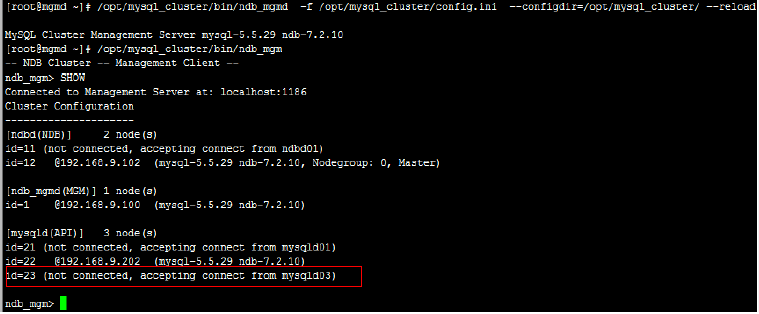 [root@mgmd ~]# /opt/mysql_cluster/bin/ndb_mgmd  -f /opt/mysql_cluster/config.ini  --configdir=/opt/mysql_cluster/ --reload
MySQL Cluster Management Server mysql-5.5.29 ndb-7.2.10
[root@mgmd ~]# /opt/mysql_cluster/bin/ndb_mgm
-- NDB Cluster -- Management Client --
ndb_mgm> SHOW
Connected to Management Server at: localhost:1186
Cluster Configuration
---------------------
[ndbd(NDB)]     2 node(s)
id=11 (not connected, accepting connect from ndbd01)
id=12   @192.168.9.102  (mysql-5.5.29 ndb-7.2.10, Nodegroup: 0, Master)
[ndb_mgmd(MGM)] 1 node(s)
id=1    @192.168.9.100  (mysql-5.5.29 ndb-7.2.10)
[mysqld(API)]   3 node(s)
id=21 (not connected, accepting connect from mysqld01)
id=22   @192.168.9.202  (mysql-5.5.29 ndb-7.2.10)
id=23 (not connected, accepting connect from mysqld03)
ndb_mgm>